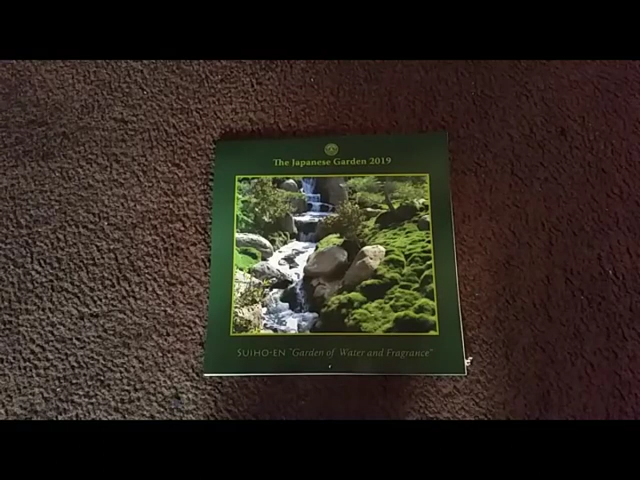 The Japanese Garden 2019
SUIHO-EN "Garden of Water and Fragrance"